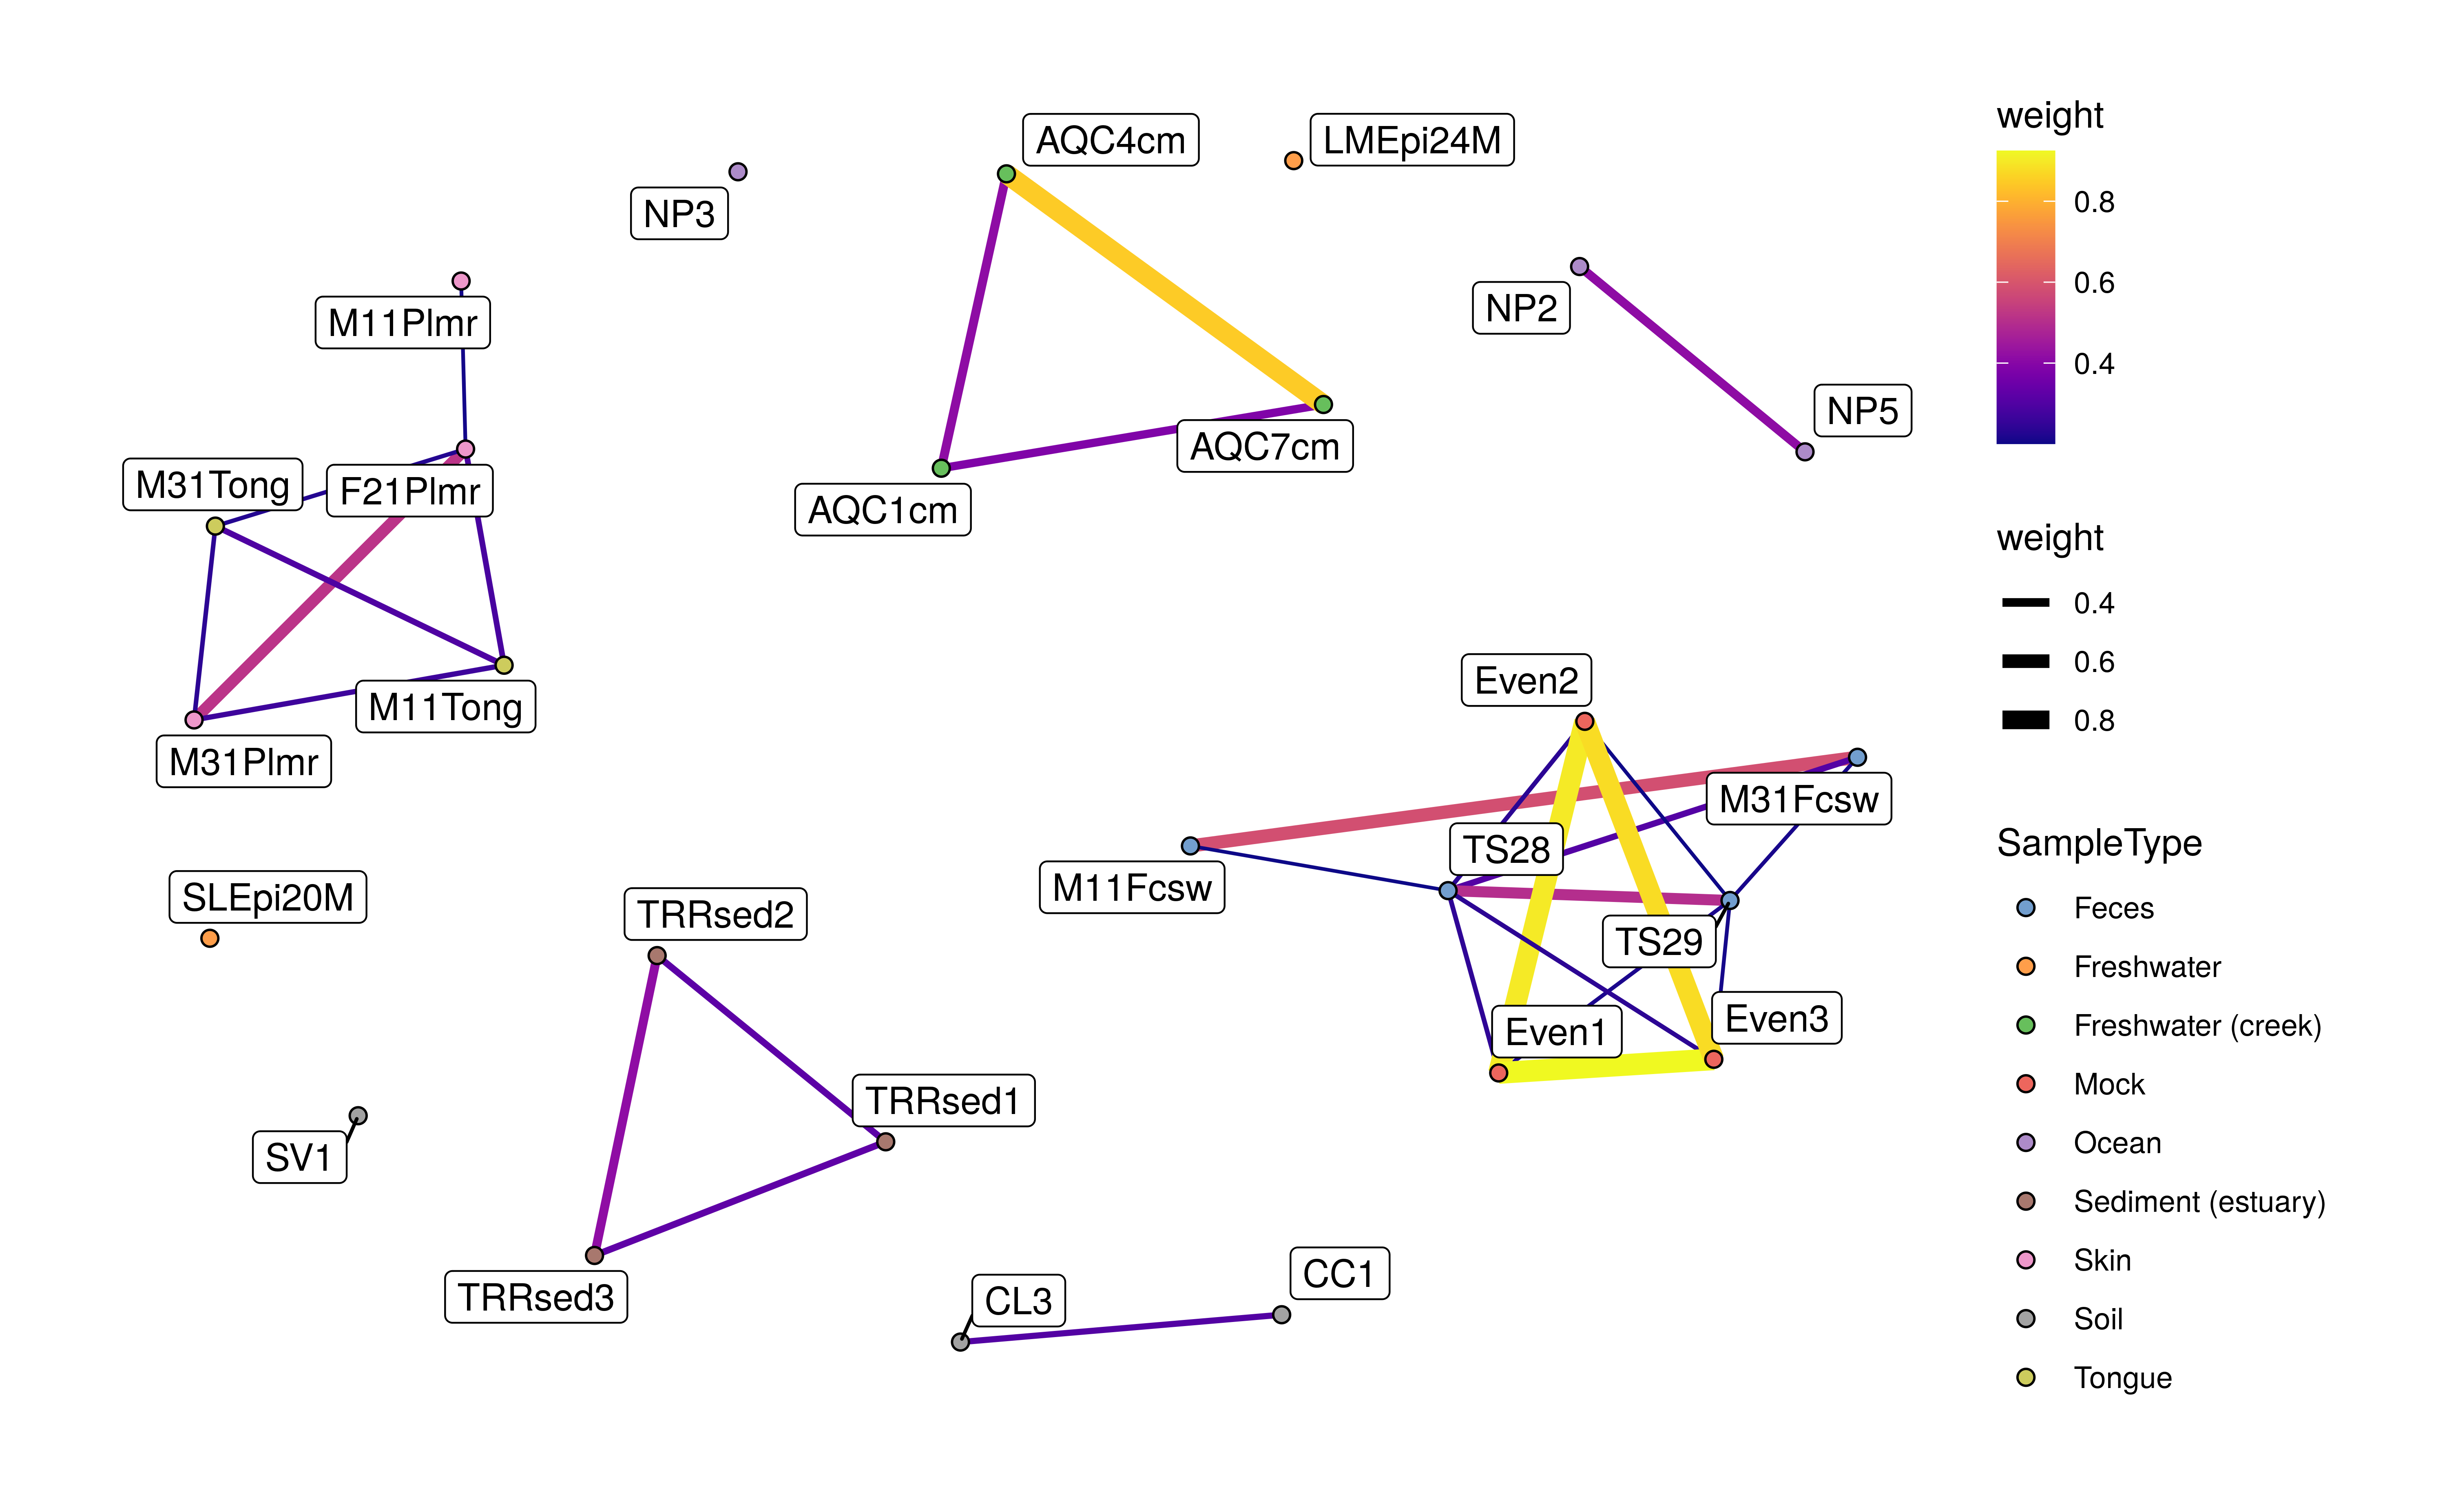 AQC4cm
LMEpi24M
NP3
M11Plmr
NP2
NP5
AQC7cm
M31Tong
F21Plmr
AQC1cm
Even2
M11Tong
M31Plmr
M31Fcsw
TS28
M11Fcsw
SLEpi20M
TRRsed2
TS29
Even1
Even3
TRRsed1
SV1
CC1
TRRsed3
CL3
weight
0.8
0.6
0.4
weight
0.4
0.6
0.8
SampleType
Feces
Freshwater
Freshwater (creek)
Mock
Ocean
Sediment (estuary)
Skin
Soil
Tongue